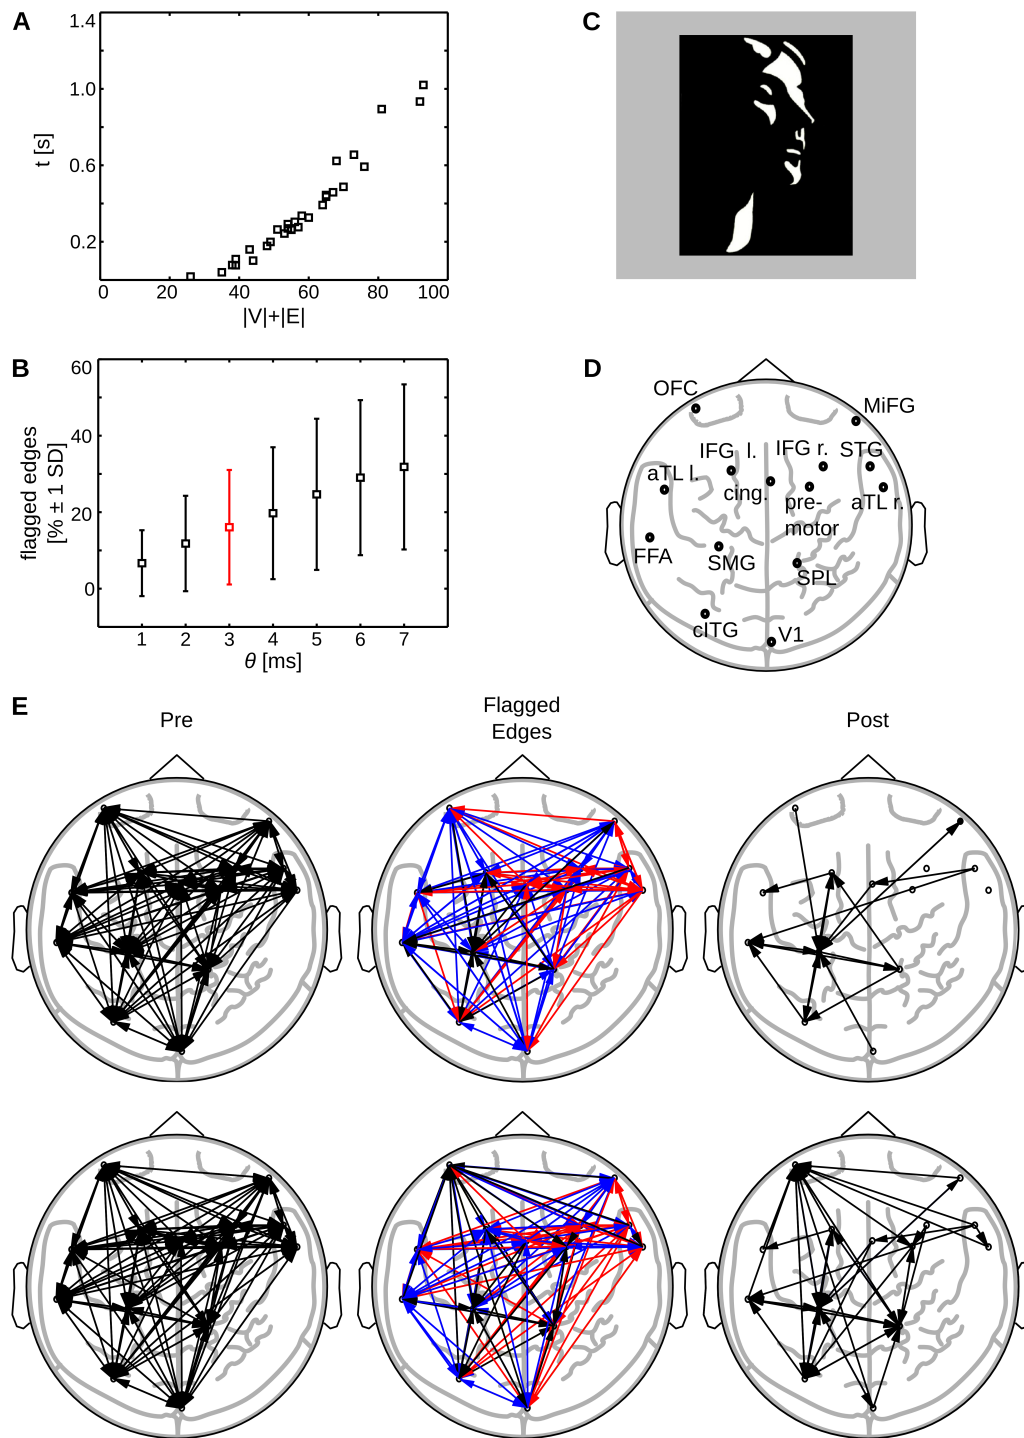 A
1.4
1.0
0.6
0.2
t [s]
0 20 40 60 80 100
|V|+|E|
B
60
40
20
0
flagged edges
[% ± 1 SD]
1 2 3 4 5 6 7
θ [ms]
C
D
OFC
MiFG
IFG l.
IFG r.
STG
aTL l.
cing.
pre-
motor
aTL r.
FFA
SMG
SPL
cITG
V1
E
Pre
Flagged
Edges
Post